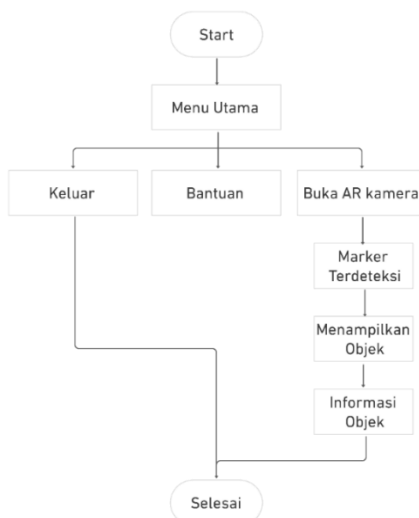 Start
Menu Utama
Keluar
Bantuan
Buka AR kamera
Marker
Terdeteksi
Menampilkan
Objek
Informasi
Objek
Selesai